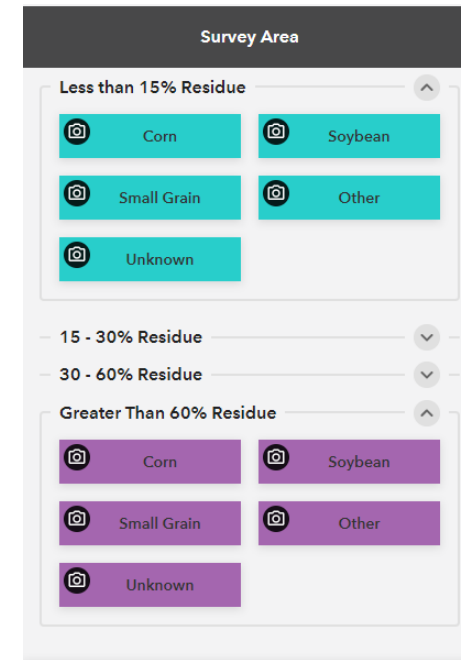 Survey Area
Less than 15% Residue
Corn Soybean
Small Grain Other
Unknown
15 - 30% Residue
30 - 60% Residue
Greater Than 60% Residue
Corn Soybean
Small Grain Other
Unknown